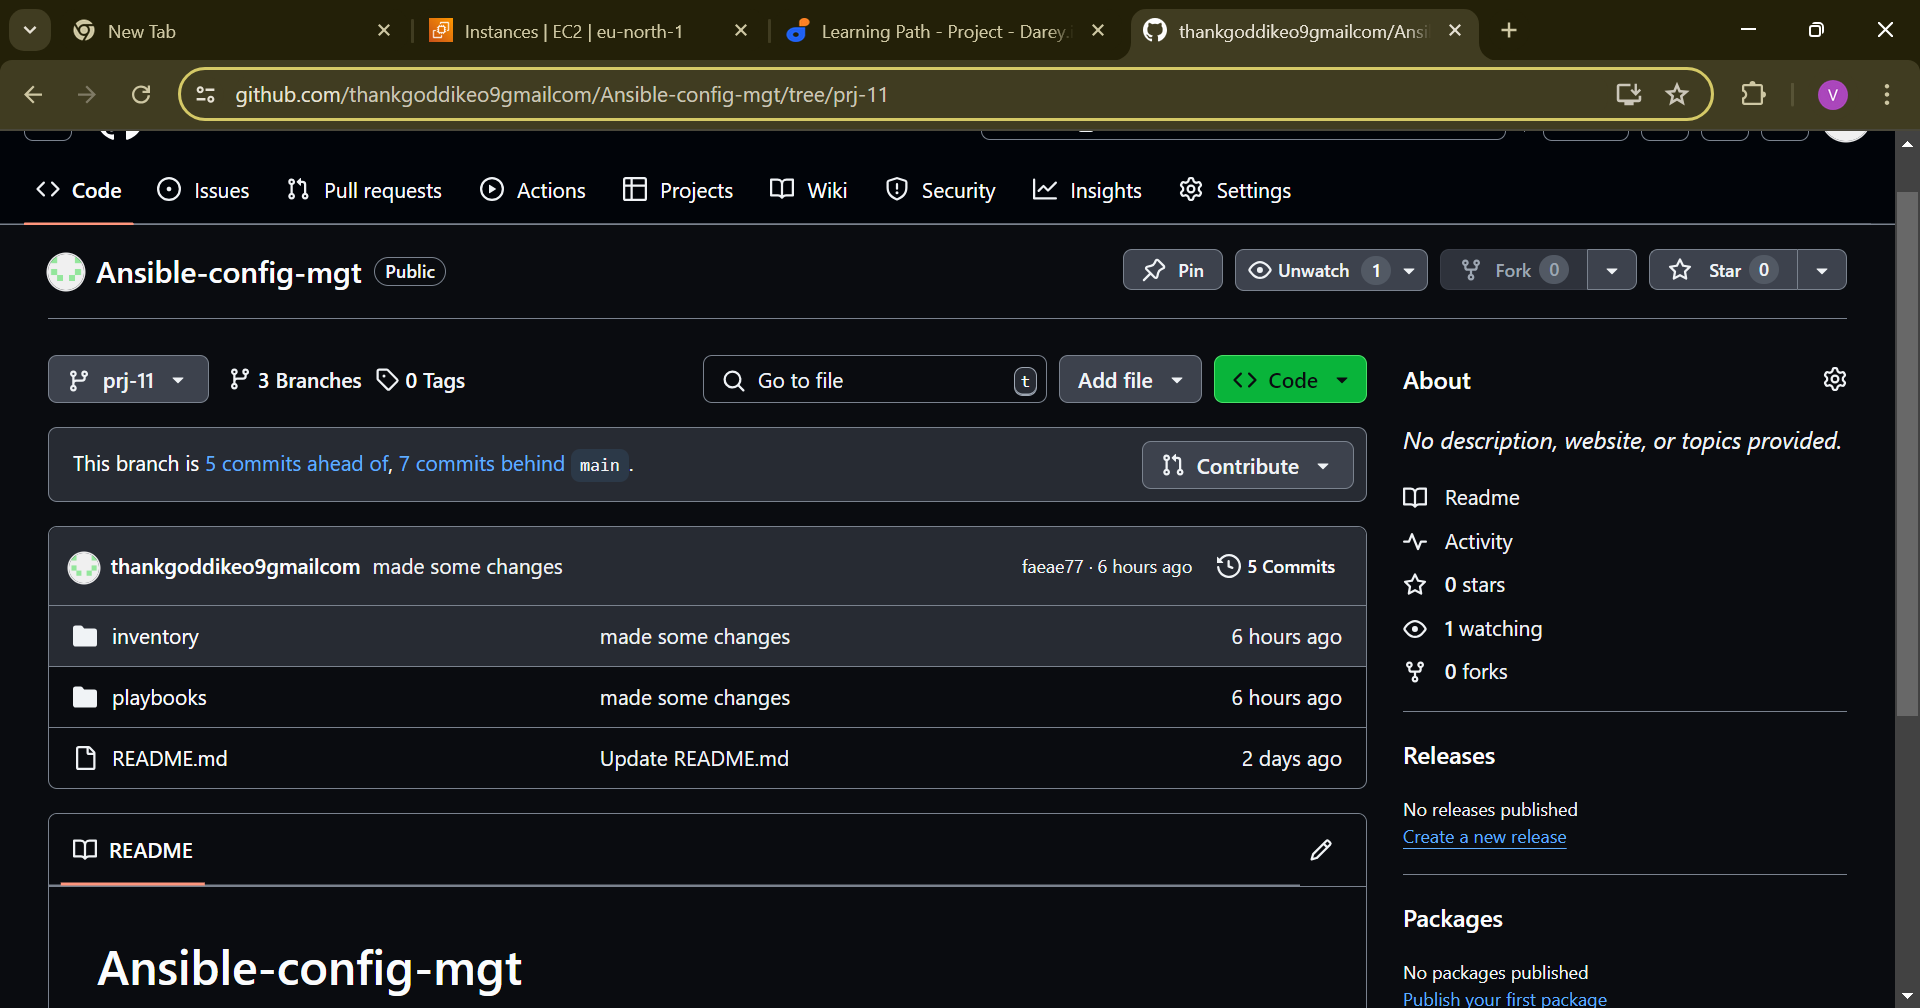 New Tab
Instances | EC2 | eu-north-1
Learning Path - Project - Darey.
thankgoddikeo9gmailcom/Ansi
github.com/thankgoddikeo9gmailcom/Ansible-config-mgt/tree/prj-11
V
Code
Issues
Pull requests
Actions
Projects
Wiki
Security
Insights
Settings
Ansible-config-mgt Public
Pin
Unwatch 1
Fork 0
Star 0
prj-11
3 Branches
0 Tags
Go to file t
Add file
Code
This branch is 5 commits ahead of, 7 commits behind main .
Contribute
thankgoddikeo9gmailcom made some changes
faeae77 · 6 hours ago
5 Commits
inventory made some changes 6 hours ago
playbooks made some changes 6 hours ago
README.md Update README.md 2 days ago
README
Ansible-config-mgt
About
No description, website, or topics provided.
Readme
Activity
0 stars
1 watching
0 forks
Releases
No releases published
Create a new release
Packages
No packages published
Publish your first package